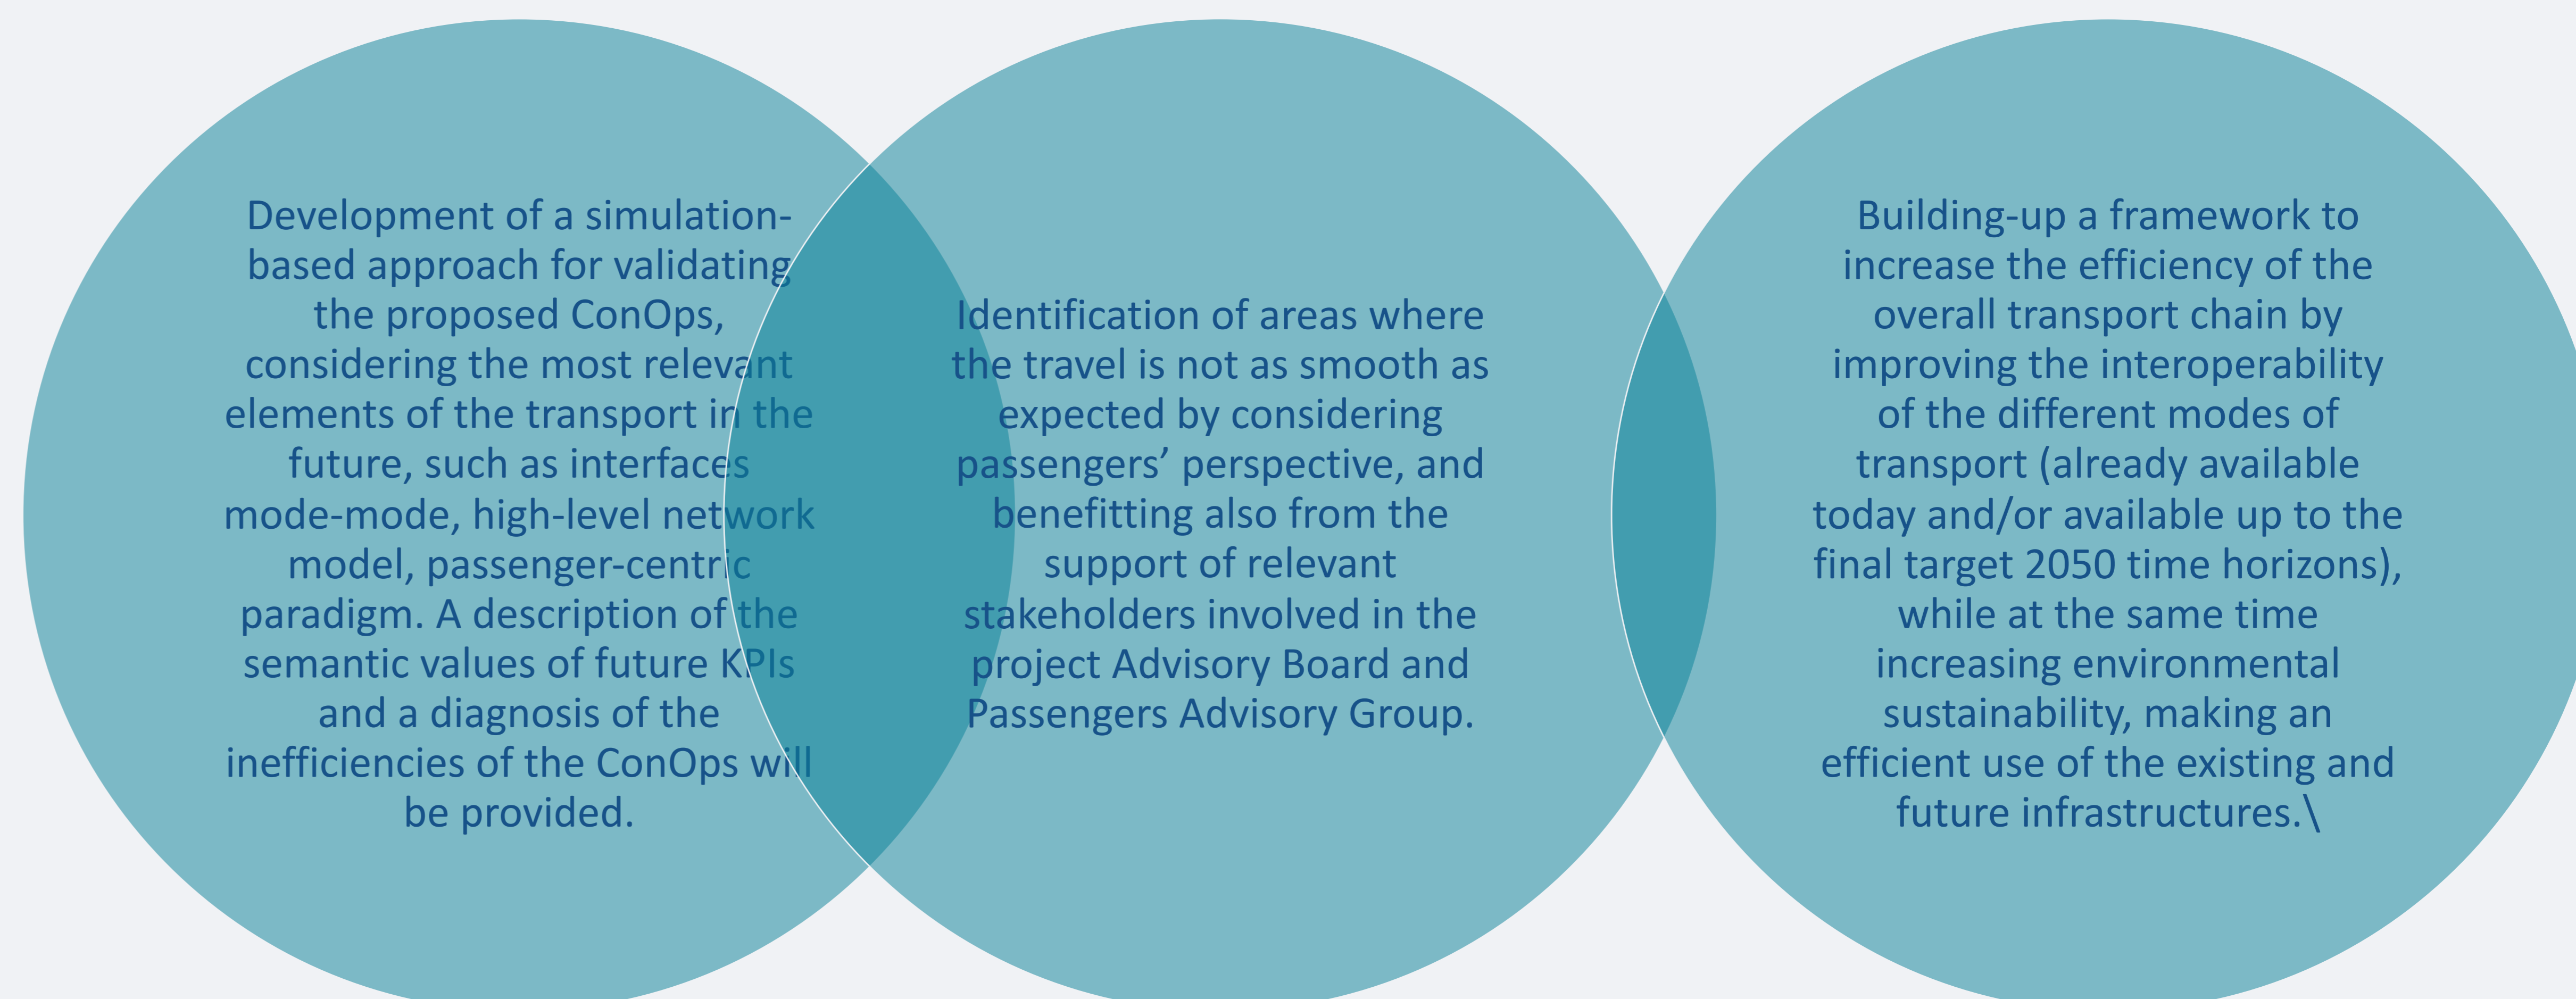 Development of a simulation-
based approach for validating
the proposed ConOps,
considering the most relevant
elements of the transport in the
future, such as interfaces
mode-mode, high-level network
model, passenger-centric
paradigm. A description of the
semantic values of future KPIs
and a diagnosis of the
inefficiencies of the ConOps will
be provided.
Identification of areas where
the travel is not as smooth as
expected by considering
passengers’ perspective, and
benefitting also from the
support of relevant
stakeholders involved in the
project Advisory Board and
Passengers Advisory Group.
Building-up a framework to
increase the efficiency of the
overall transport chain by
improving the interoperability
of the different modes of
transport (already available
today and/or available up to the
final target 2050 time horizons),
while at the same time
increasing environmental
sustainability, making an
efficient use of the existing and
future infrastructures.\